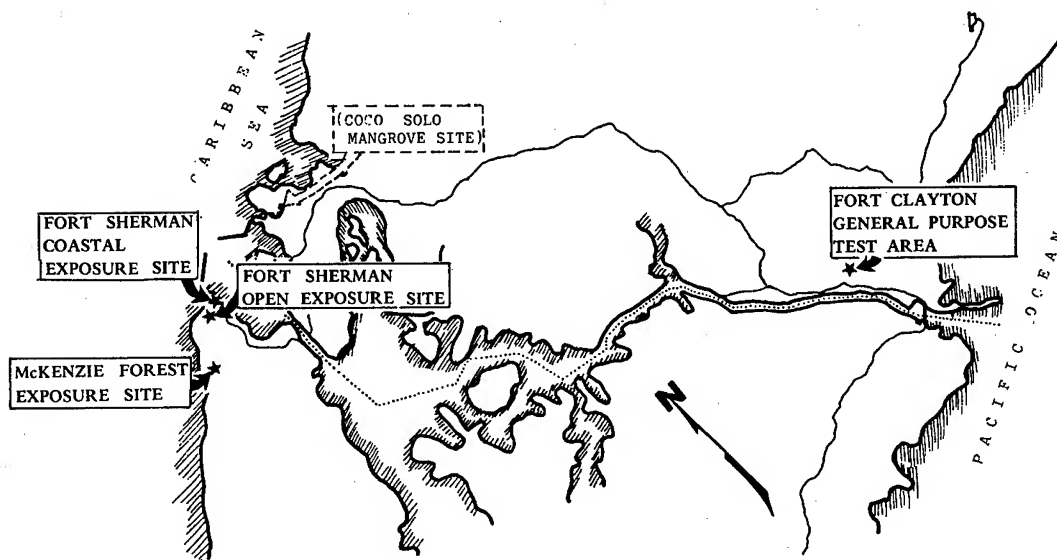 CARIBBEAN
SEA
(COCO SOLO
MANGROVE SITE)
FORT SHERMAN
COASTAL
EXPOSURE SITE
FORT SHERMAN
OPEN EXPOSURE SITE
McKENZIE FOREST
EXPOSURE SITE
FORT CLAYTON
GENERAL PURPOSE
TEST AREA
PACIFIC OCEAN
N